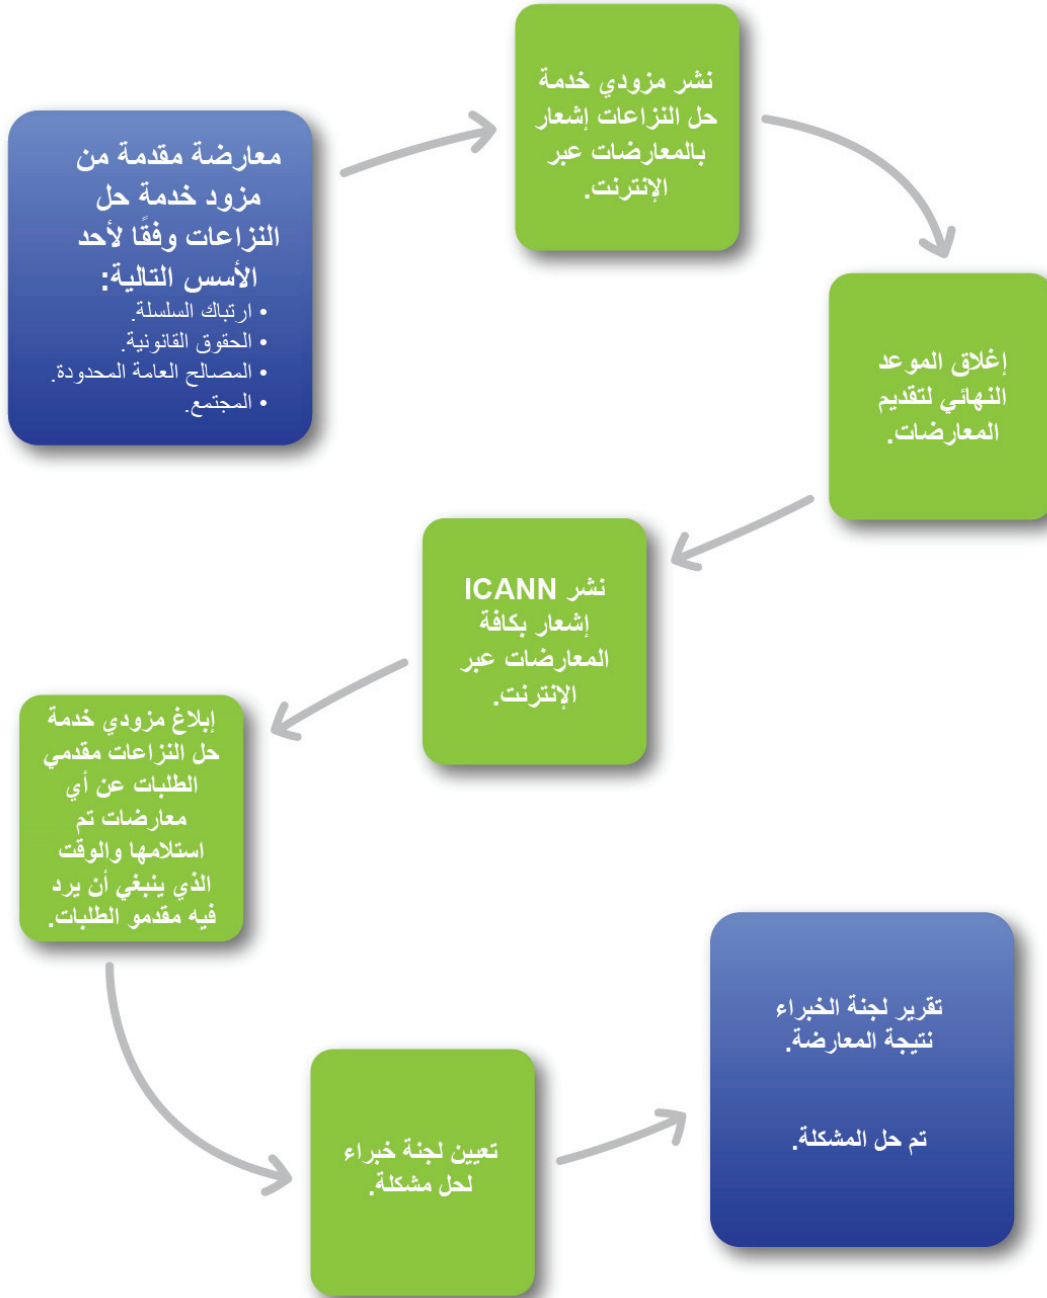 معارضة مقدمة من
مزود خدمة حل
النزاعات وفقًا لأحد
الأسس التالية:
• ارتباك السلسلة.
• الحقوق القانونية.
• المصالح العامة المحدودة.
• المجتمع.
نشر مزودي خدمة
حل النزاعات إشعار
بالمعارضات عبر
الإنترنت.
إغلاق الموعد
النهائي لتقديم
المعارضات.
نشر ICANN
إشعار بكافة
المعارضات عبر
الإنترنت.
إبلاغ مزودي خدمة
حل النزاعات مقدمي
الطلبات عن أي
معارضات تم
استلامها والوقت
الذي ينبغي أن يرد
فيه مقدمو الطلبات.
تعيين لجنة خبراء
لحل مشكلة.
تقرير لجنة الخبراء
نتيجة المعارضة.
تم حل المشكلة.